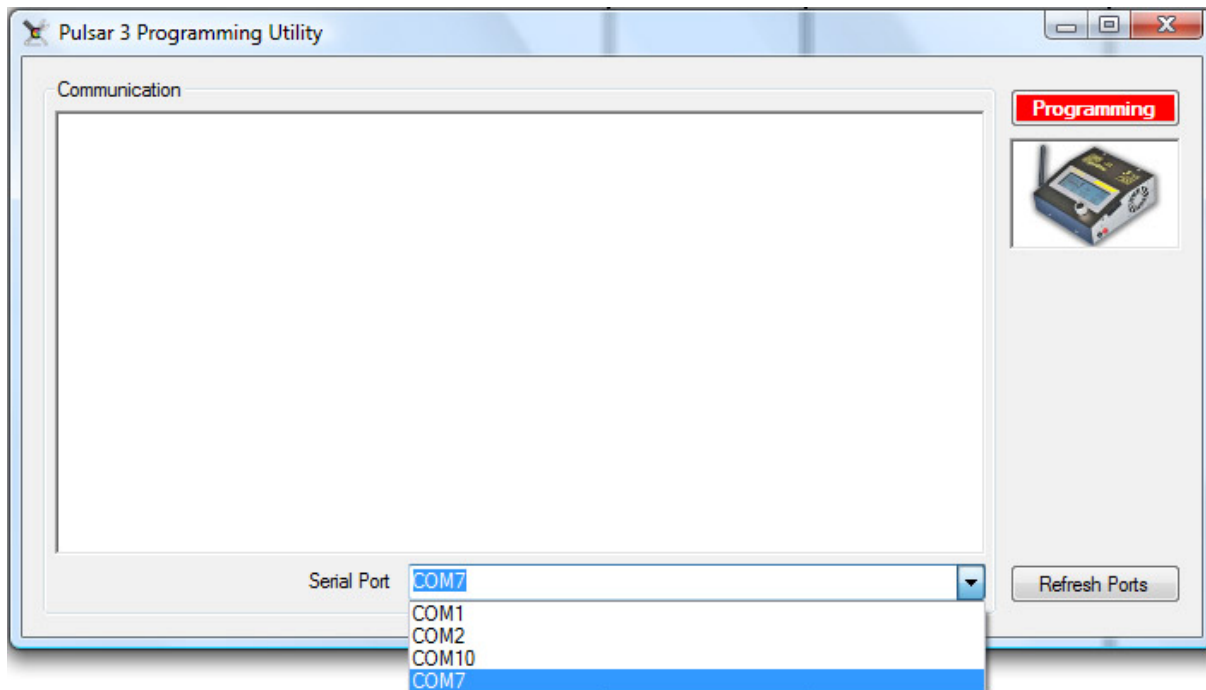 Pulsar 3 Programming Utility
Communication
Programming
Serial Port COM7
Refresh Ports
COM1
COM2
COM10
COM7